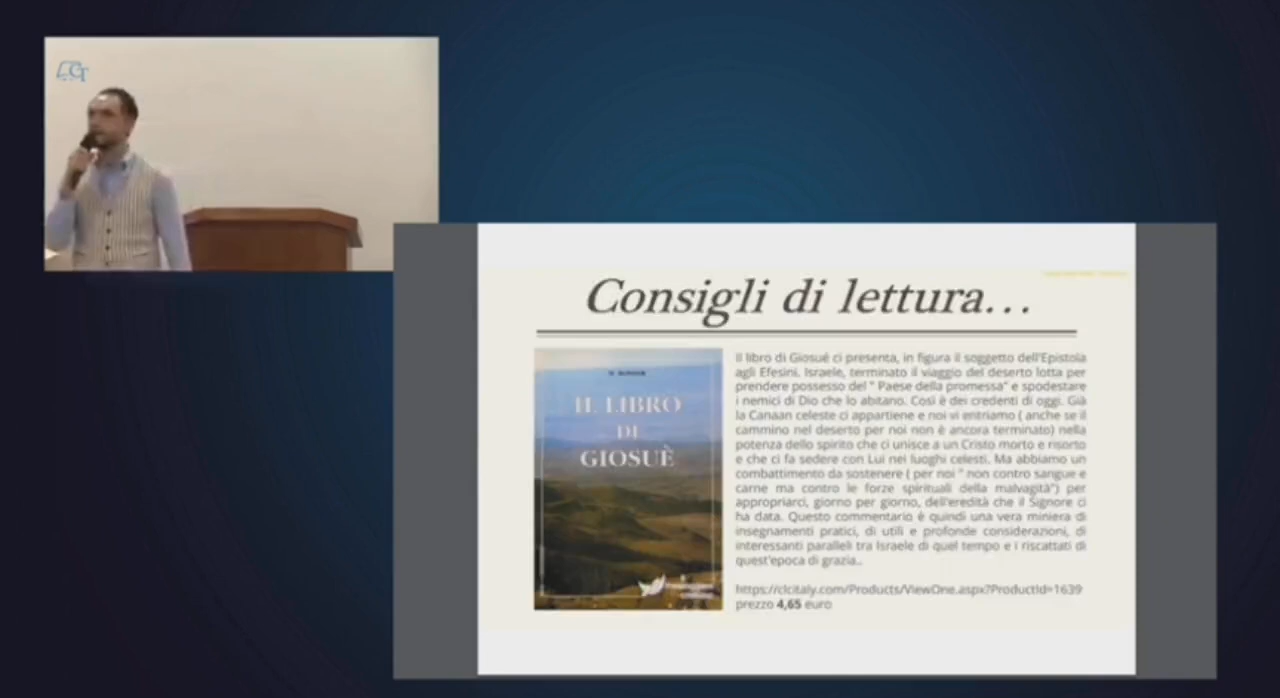 CT
Consigli di lettura...
IL LIBRO
DI
GIOSUÈ
Il libro di Giosué ci presenta, in figura il soggetto dell'Epistola
agli Efesini. Israele, terminato il viaggio del deserto lotta per
prendere possesso del " Paese della promessa" e spodestare
i nemici di Dio che lo abitano. Così è dei credenti di oggi. Già
la Canaan celeste ci appartiene e noi vi entriamo ( anche se il
cammino nel deserto per noi non è ancora terminato) nella
potenza dello spirito che ci unisce a un Cristo morto e risorto
e che ci fa sedere con Lui nei luoghi celesti. Ma abbiamo un
combattimento da sostenere ( per noi " non contro sangue e
carne ma contro le forze spirituali della malvagità") per
appropriarci, giorno per giorno, dell'eredità che il Signore ci
ha data. Questo commentario è quindi una vera miniera di
insegnamenti pratici, di utili e profonde considerazioni, di
interessanti paralleli tra Israele di quel tempo e i riscattati di
quest'epoca di grazia..
https://clcitaly.com/Products/ViewOne.aspx?ProductId=1639
prezzo 4,65 euro